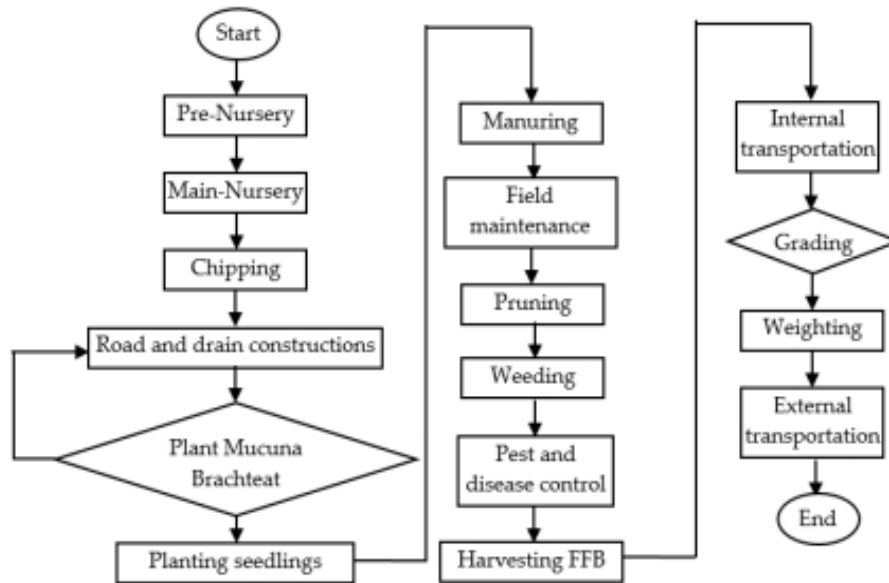 Start
Pre-Nursery
Main-Nursery
Chipping
Road and drain constructions
Plant Mucuna
Brachteat
Planting seedlings
Manuring
Field
maintenance
Pruning
Weeding
Pest and
disease control
Harvesting FFB
Internal
transportation
Grading
Weighting
External
transportation
End